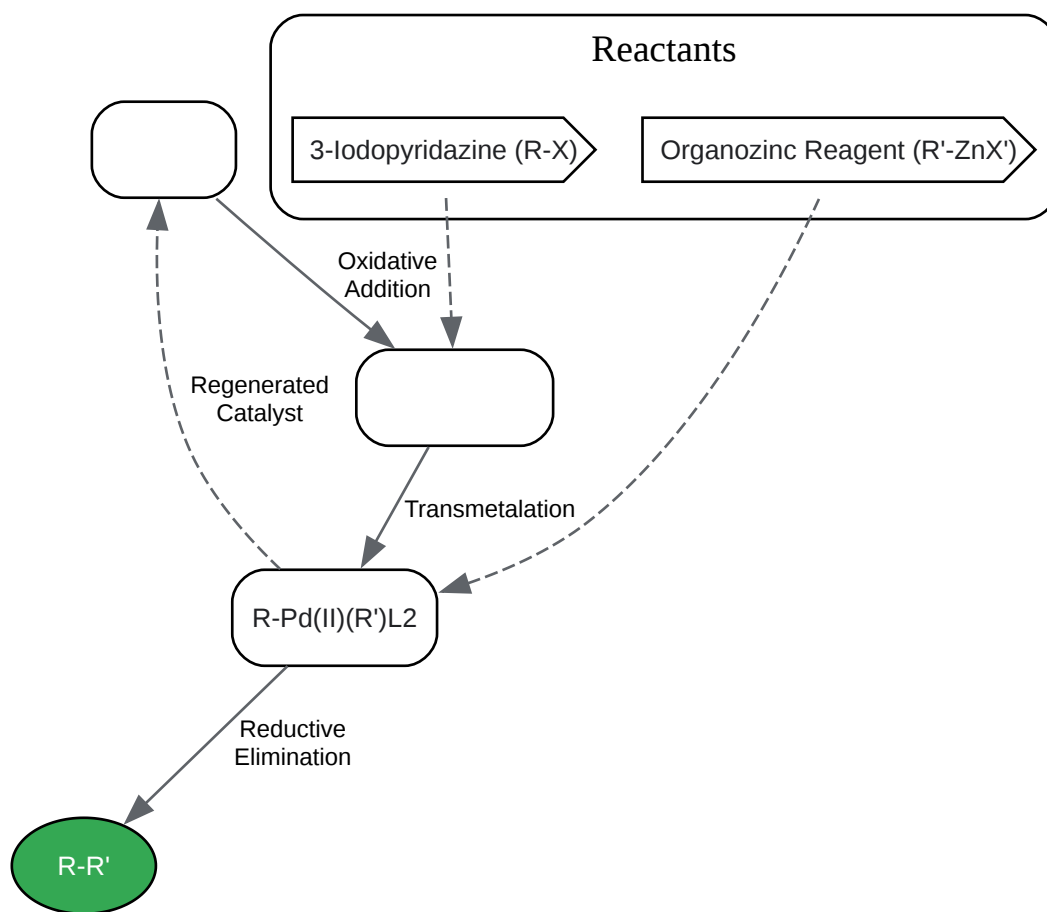 Reactants
3-Iodopyridazine (R-X)
Organozinc Reagent (R'-ZnX')
Oxidative
Addition
Regenerated
Catalyst
Transmetalation
R-Pd(II)(R')L2
Reductive
Elimination
R-R'